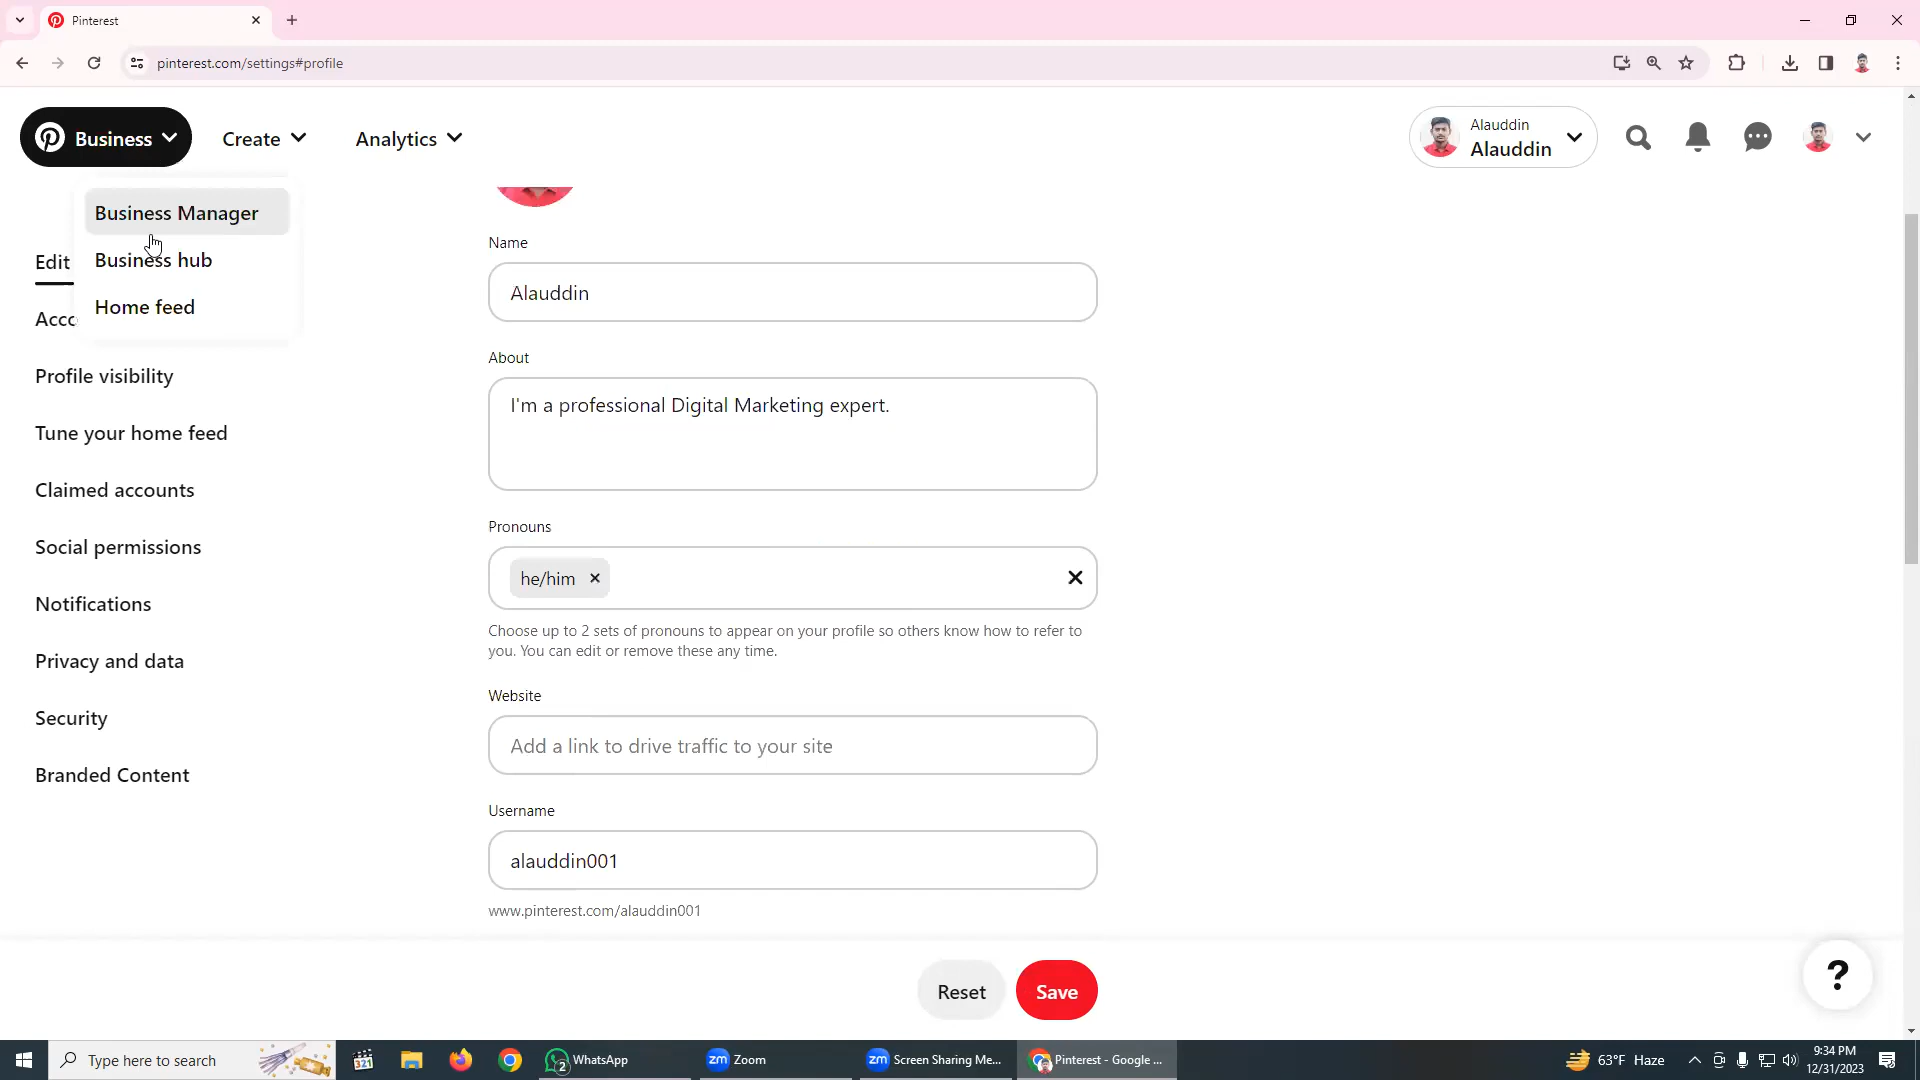 Pinterest
pinterest.com/settings#profile
Business
Create
Analytics
Alauddin
Alauddin
Business Manager
Business hub
Home feed
Edit
Acco
Profile visibility
Tune your home feed
Claimed accounts
Social permissions
Notifications
Privacy and data
Security
Branded Content
Name
Alauddin
About
I'm a professional Digital Marketing expert.
Pronouns
he/him
Choose up to 2 sets of pronouns to appear on your profile so others know how to refer to
you. You can edit or remove these any time.
Website
Add a link to drive traffic to your site
Username
alauddin001
www.pinterest.com/alauddin001
Reset
Save
?
Type here to search
321
2
WhatsApp
zm
Zoom
zm
Screen Sharing Me...
Pinterest - Google ...
63°F Haze
9:34 PM
12/31/2023